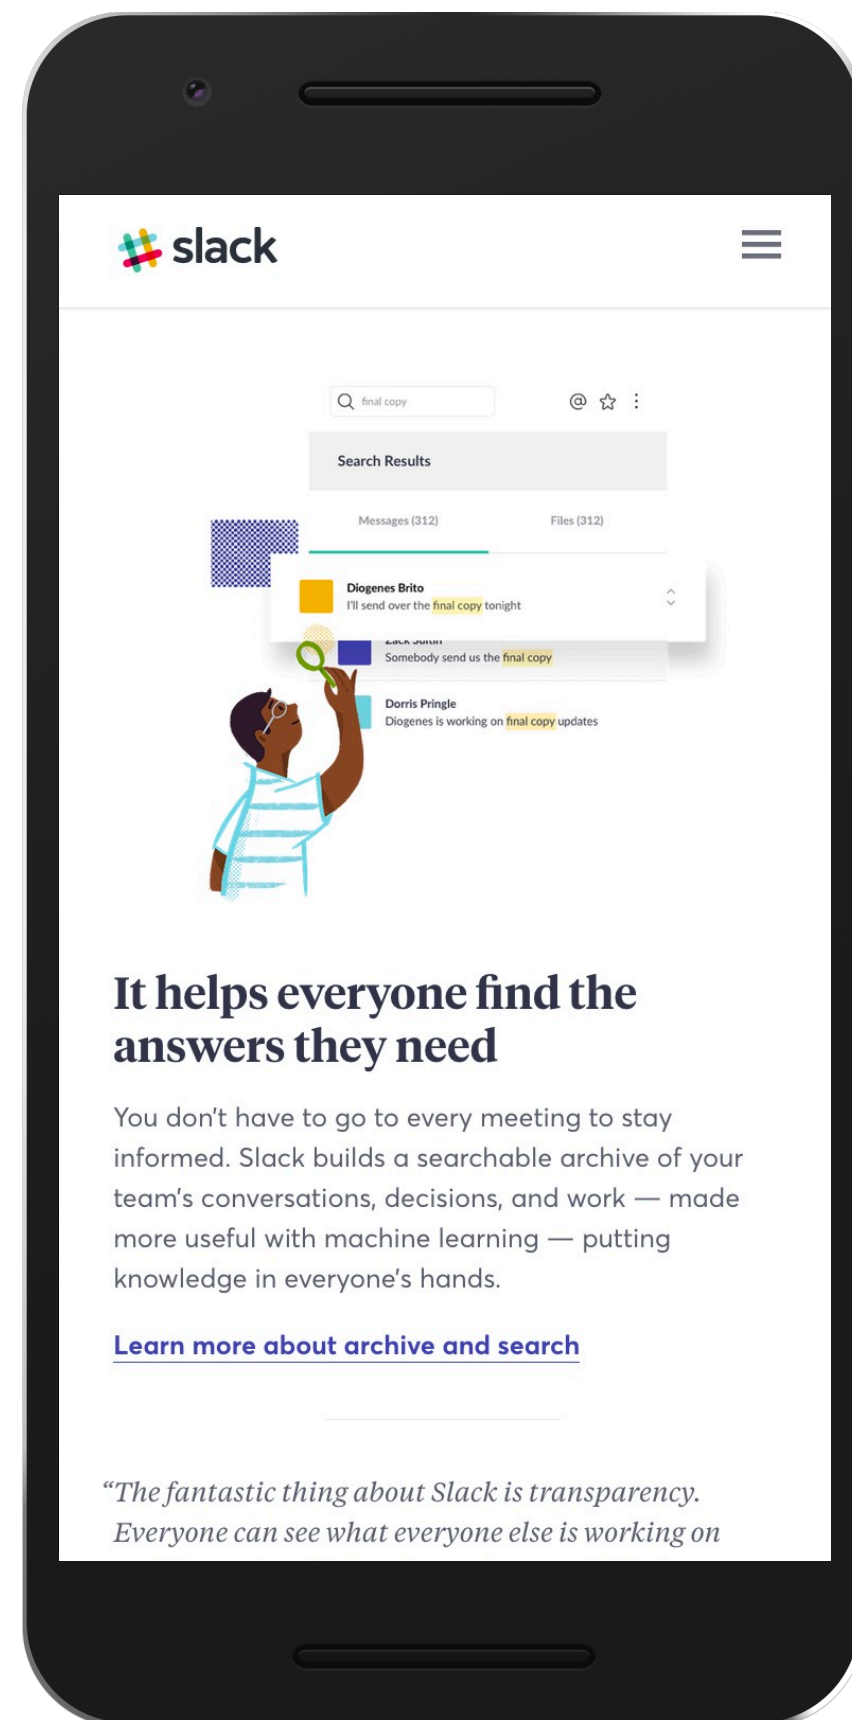 slack
final copy
Search Results
Messages (312) Files (312)
Diogenes Brito
I'll send over the final copy tonight
Somebody send us the final copy
Dorris Pringle
Diogenes is working on final copy updates
It helps everyone find the
answers they need
You don't have to go to every meeting to stay
informed. Slack builds a searchable archive of your
team's conversations, decisions, and work — made
more useful with machine learning — putting
knowledge in everyone's hands.
Learn more about archive and search
“The fantastic thing about Slack is transparency.
Everyone can see what everyone else is working on